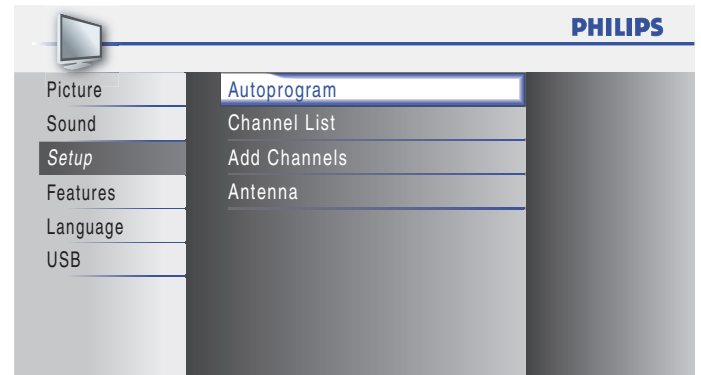 PHILIPS
Picture
Sound
Setup
Features
Language
USB
Autoprogram
Channel List
Add Channels
Antenna